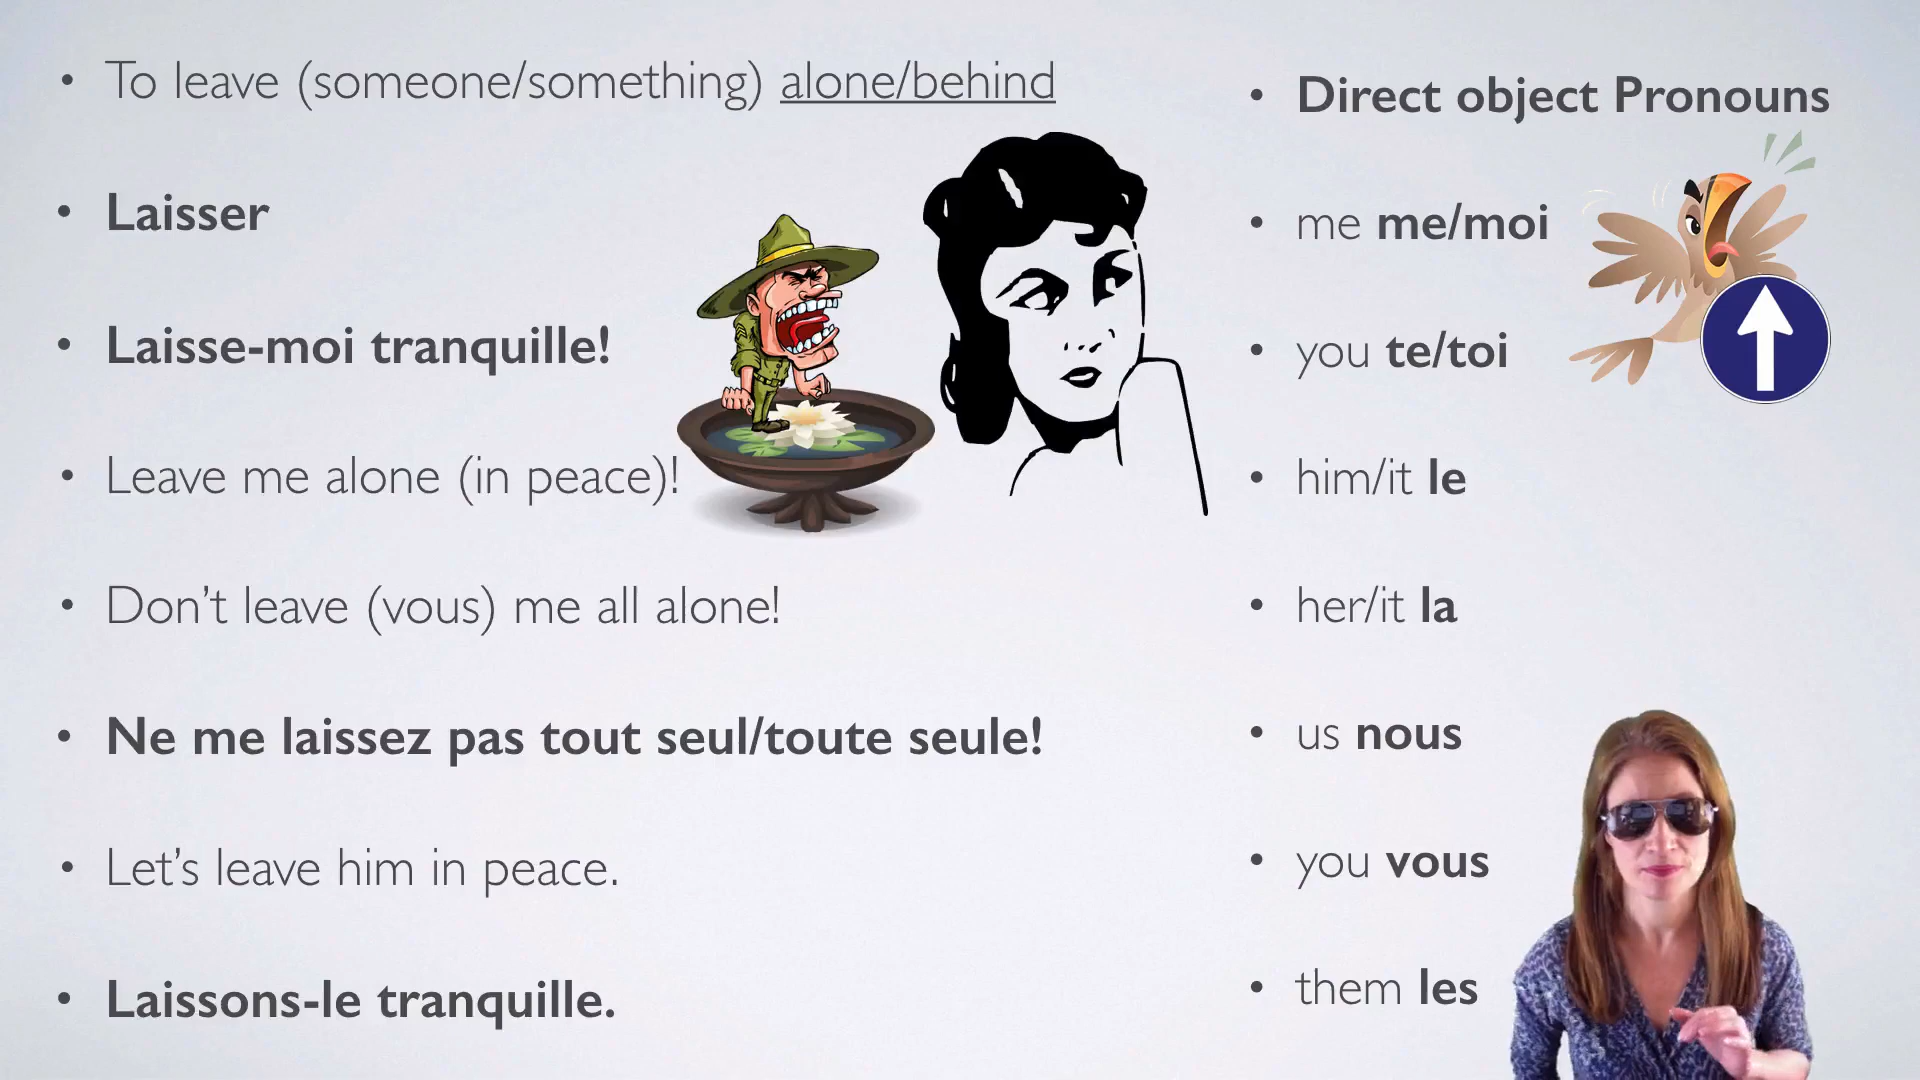 • To leave (someone/something) alone/behind
• Laisser
• Laisse-moi tranquille!
• Leave me alone (in peace)!
• Don’t leave (vous) me all alone!
• Ne me laissez pas tout seul/toute seule!
• Let’s leave him in peace.
• Laissons-le tranquille.
• Direct object Pronouns
• me me/moi
• you te/toi
• him/it le
• her/it la
• us nous
• you vous
• them les